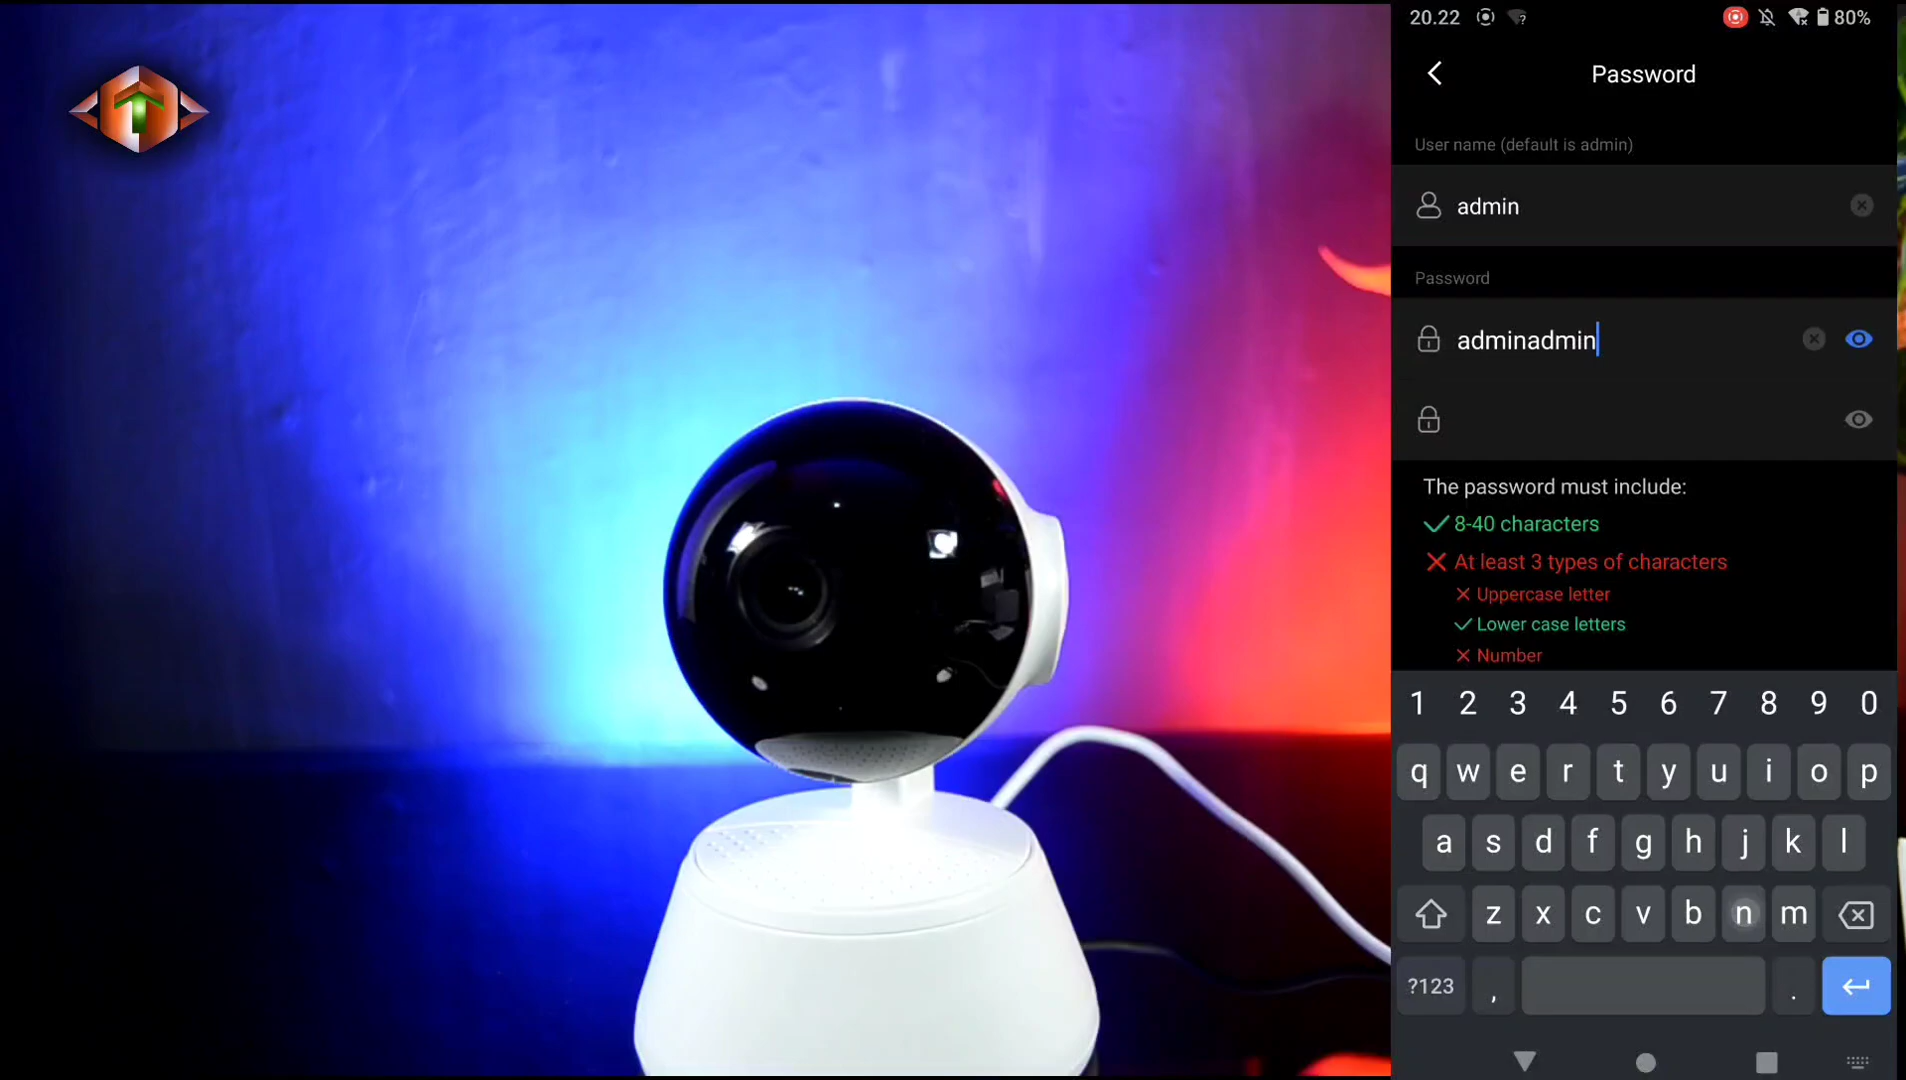 20.22
? 80%
Password
User name (default is admin)
admin
Password
adminadmin
The password must include:
8-40 characters
At least 3 types of characters
Uppercase letter
Lower case letters
Number
1 2 3 4 5 6 7 8 9 0
q w e r t y u i o p
a s d f g h j k l
z x c v b n m
?123 , .